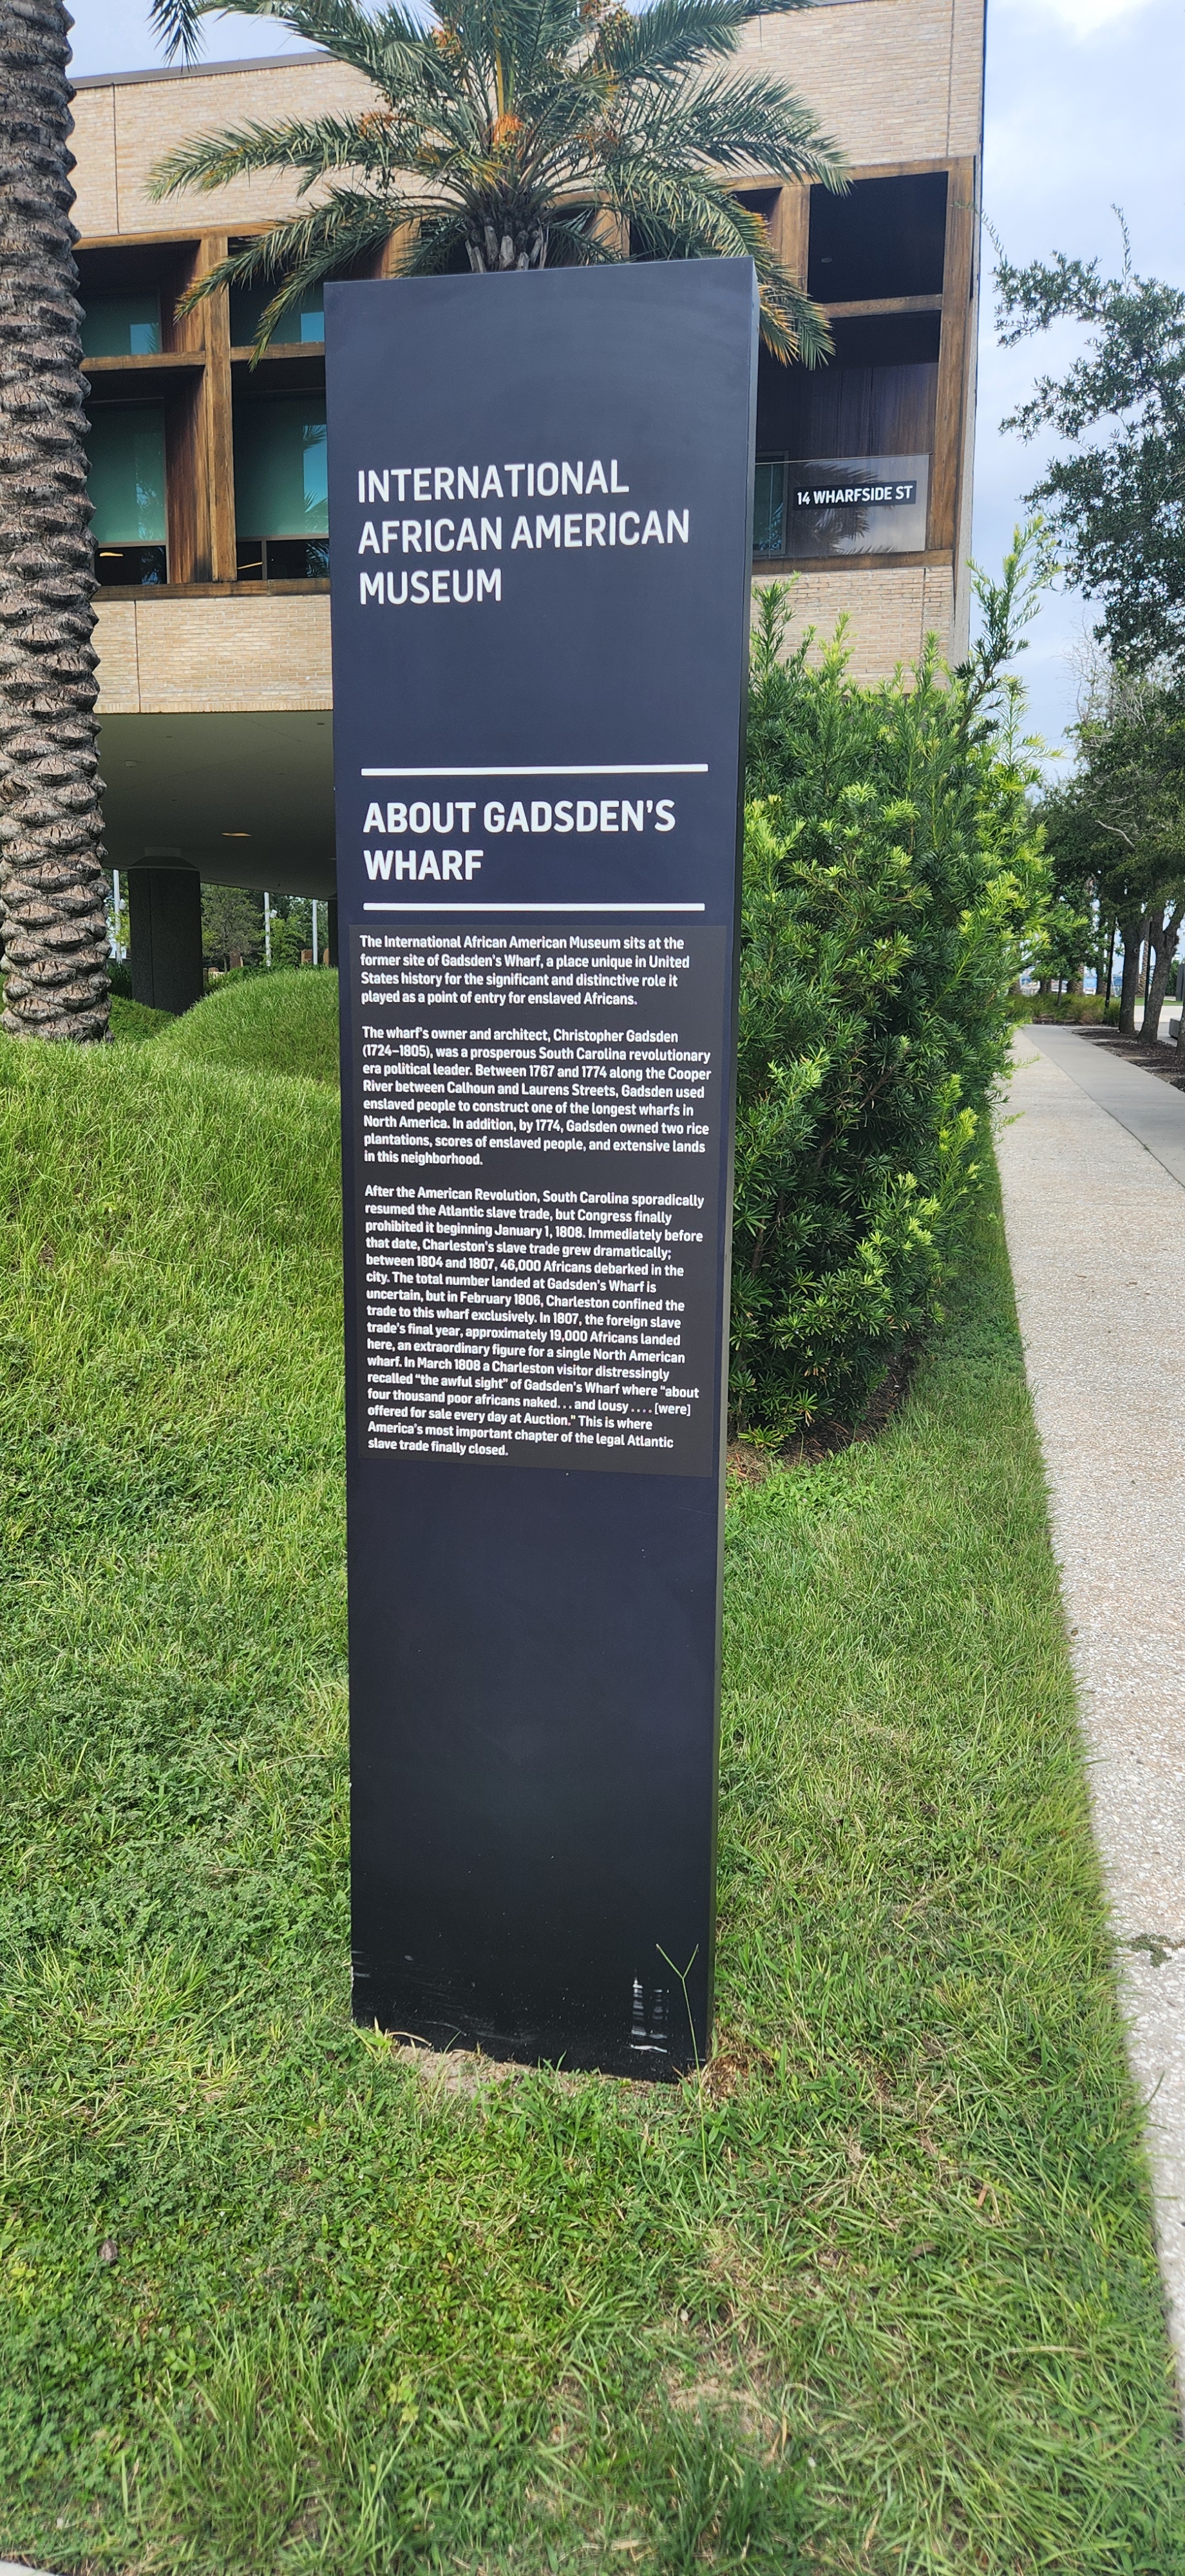 INTERNATIONAL
AFRICAN AMERICAN
MUSEUM
14 WHARFSIDE ST
ABOUT GADSDEN'S
WHARF
The International African American Museum sits at the
former site of Gadsden's Wharf, a place unique in United
States history for the significant and distinctive role it
played as a point of entry for enslaved Africans.
The wharf's owner and architect, Christopher Gadsden
(1724–1805), was a prosperous South Carolina revolutionary
era political leader. Between 1767 and 1774 along the Cooper
River between Calhoun and Laurens Streets, Gadsden used
enslaved people to construct one of the longest wharfs in
North America. In addition, by 1774, Gadsden owned two rice
plantations, scores of enslaved people, and extensive lands
in this neighborhood.
After the American Revolution, South Carolina sporadically
resumed the Atlantic slave trade, but Congress finally
prohibited it beginning January 1, 1808. Immediately before
that date, Charleston's slave trade grew dramatically;
between 1804 and 1807, 46,000 Africans debarked in the
city. The total number landed at Gadsden's Wharf is
uncertain, but in February 1806, Charleston confined the
trade to this wharf exclusively. In 1807, the foreign slave
trade's final year, approximately 19,000 Africans landed
here, an extraordinary figure for a single North American
wharf. In March 1808 a Charleston visitor distressingly
recalled "the awful sight" of Gadsden's Wharf where "about
four thousand poor africans naked... and lousy .... [were]
offered for sale every day at Auction." This is where
America's most important chapter of the legal Atlantic
slave trade finally closed.